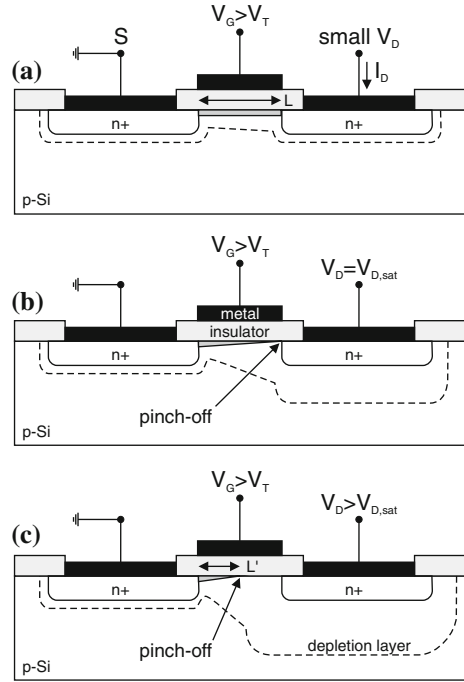 V_G>V_T
S
small V_D
(a)
I_D
L
n+
n+
p-Si
V_G>V_T
V_D=V_D,sat
(b)
metal
insulator
n+
n+
pinch-off
p-Si
V_G>V_T
V_D>V_D,sat
(c)
L'
n+
n+
pinch-off
depletion layer
p-Si